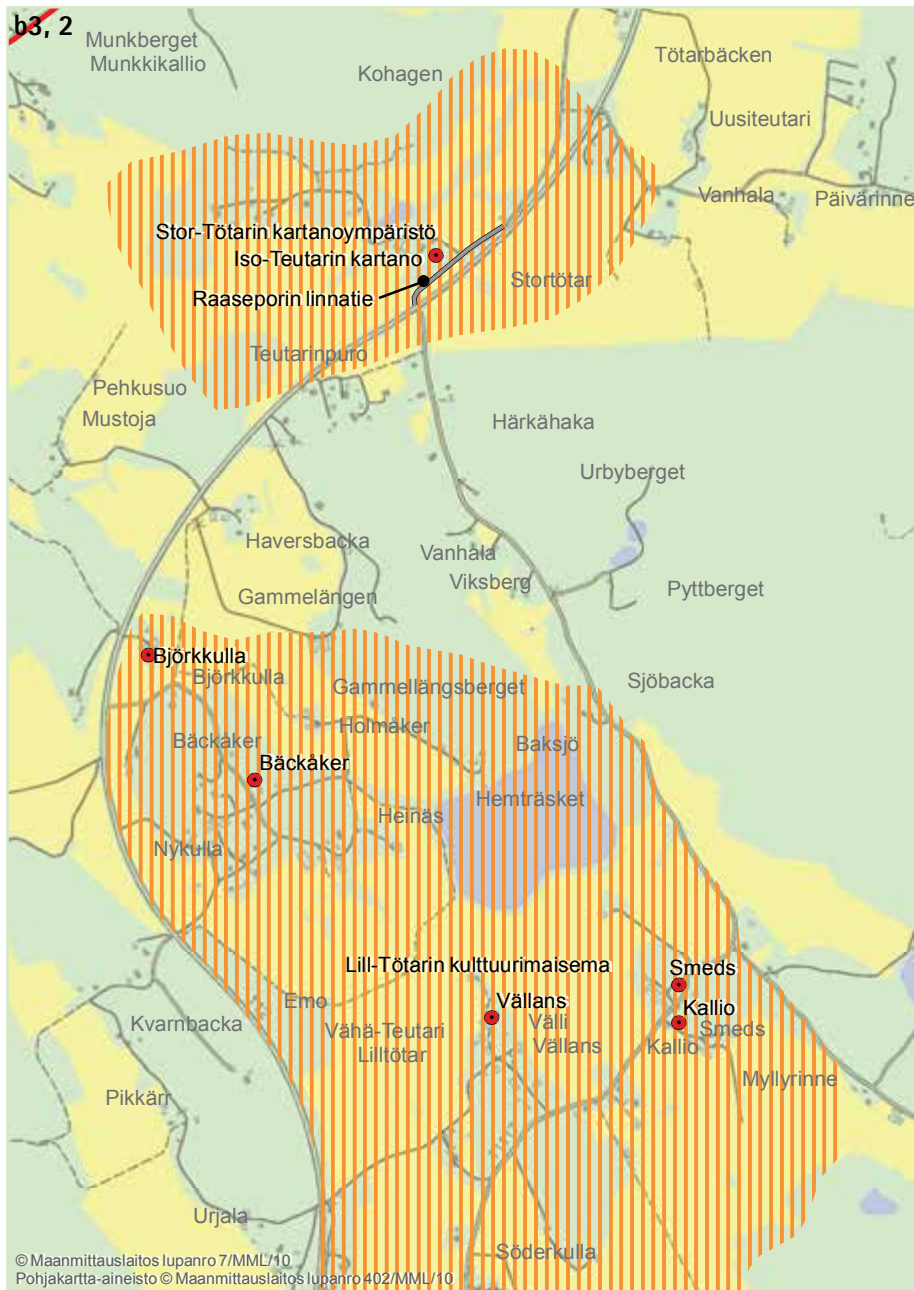 b3, 2
Munkberget
Munkkikallio
Kohagen
Tötarbäcken
Uusiteutari
Vanhala
Päivärinne
Stor-Tötarin kartanoympäristö
Iso-Teutarin kartano
Stortötar
Raaseporin linnatie
Teutarinpuro
Pehkusuo
Mustoja
Härkähaka
Urbyberget
Haversbacka
Vanhala
Viksberg
Pyttberget
Gammelängen
Björkkulla
Björkkulla
Gammellängsberget
Sjöbacka
Holmåker
Bäckåker
Baksjö
Bäckåker
Hemträsket
Heinäs
Nykulla
Lill-Tötarin kulttuurimaisema
Smeds
Emo
Vällans
Kallio
Kvarnbacka
Vähä-Teutari
Lilltötar
Välli
Vällans
Smeds
Kallio
Myllyrinne
Pikkärr
Urjala
Söderkulla
© Maanmittauslaitos lupanro 7/MML/10
Pohjakartta-aineisto © Maanmittauslaitos lupanro 402/MML/10